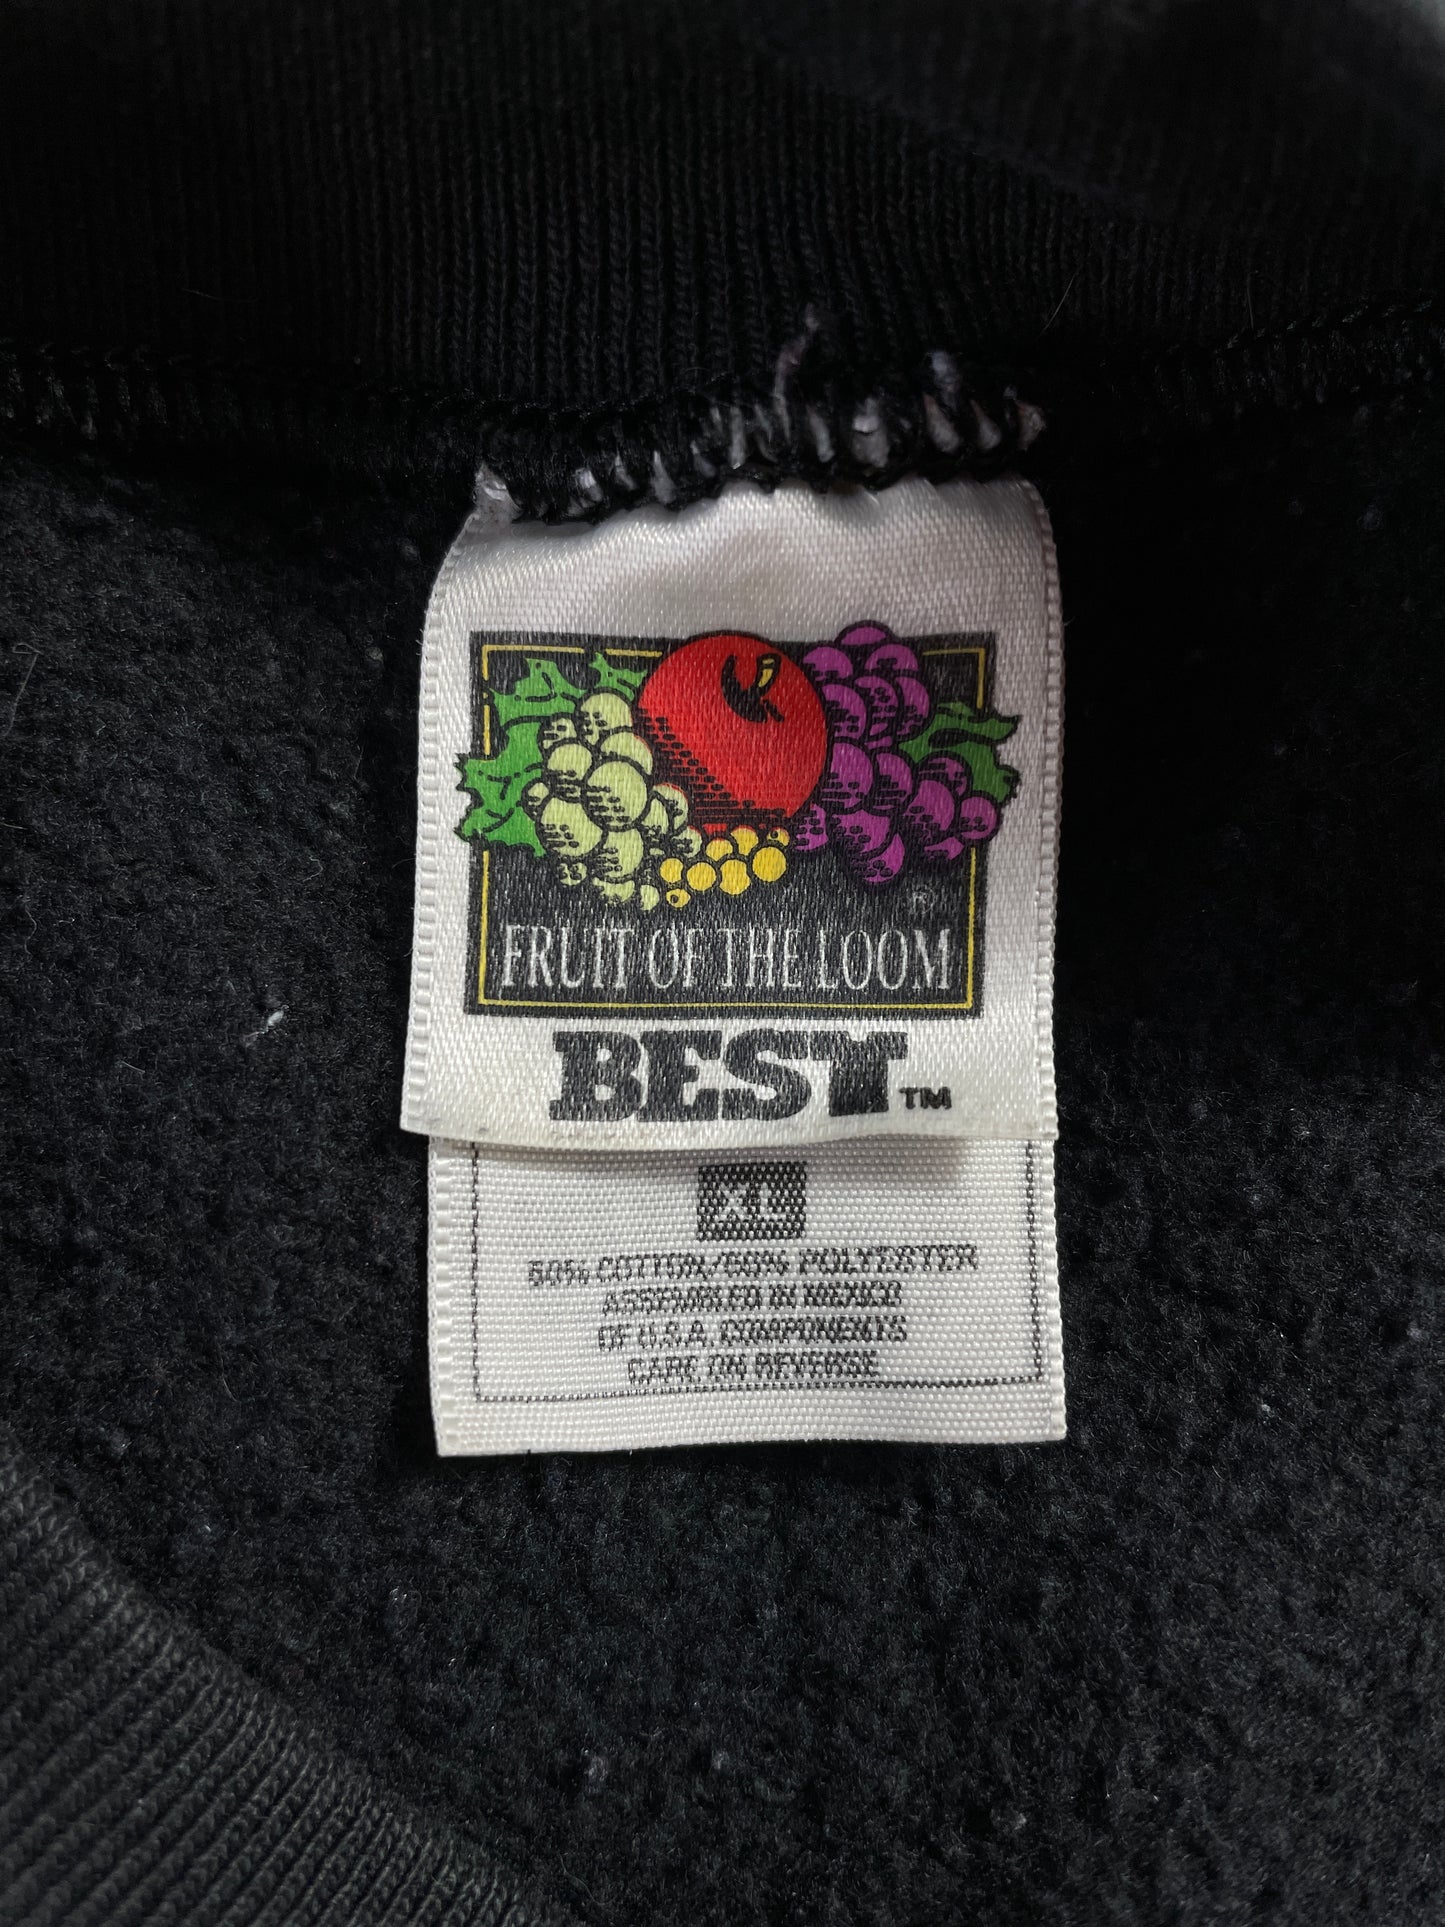 ®
FRUIT OF THE LOOM
BEST™
XL
50% COTTON/50% POLYESTER
ASSEMBLED IN MEXICO
OF U.S.A. COMPONENTS
CARE ON REVERSE